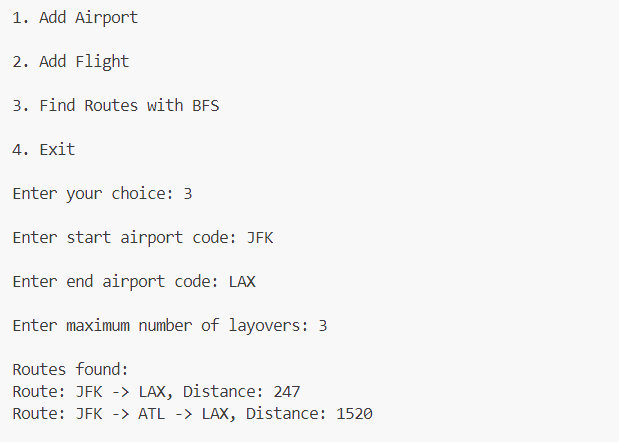 1. Add Airport
2. Add Flight
3. Find Routes with BFS
4. Exit
Enter your choice: 3
Enter start airport code: JFK
Enter end airport code: LAX
Enter maximum number of layovers: 3
Routes found:
Route: JFK -> LAX, Distance: 247
Route: JFK -> ATL -> LAX, Distance: 1520